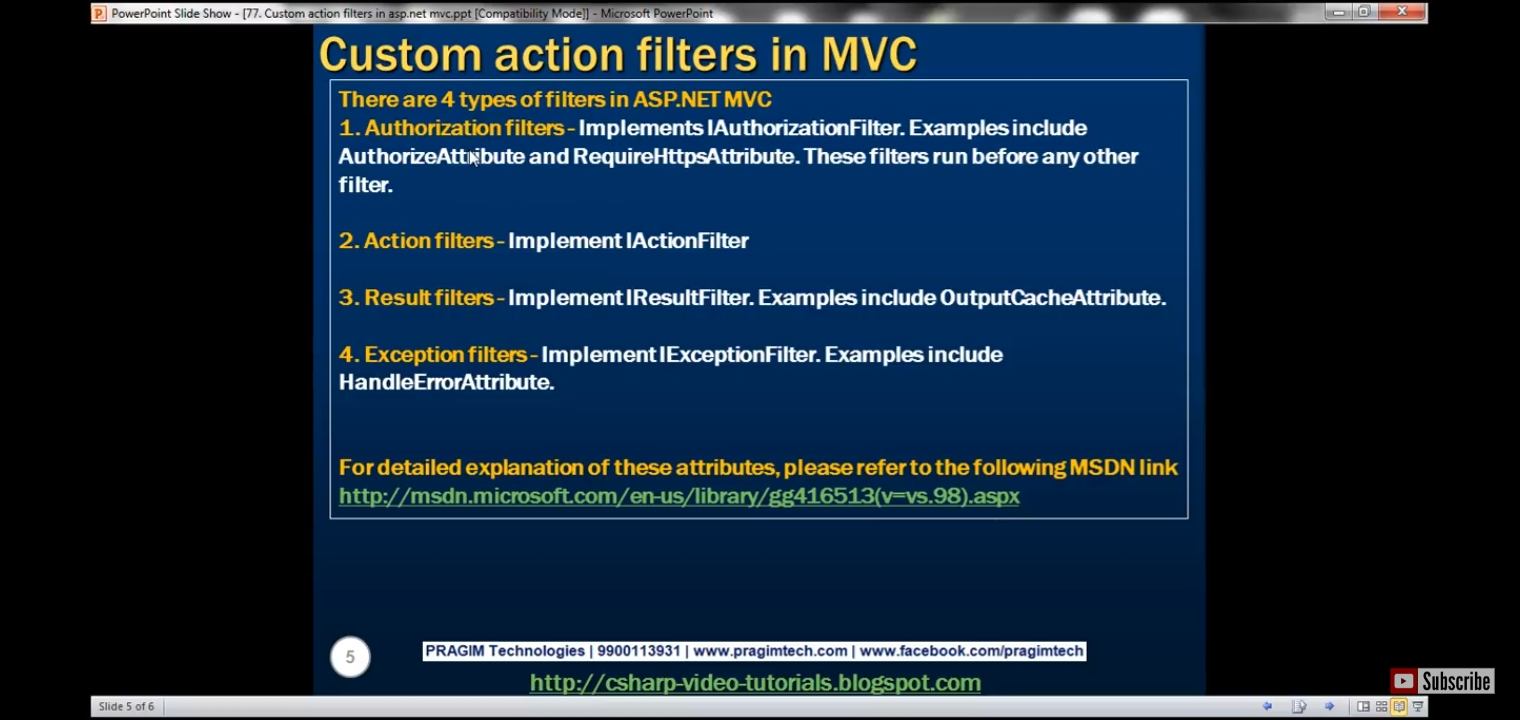 PowerPoint Slide Show - [77. Custom action filters in asp.net mvc.ppt [Compatibility Mode]] - Microsoft PowerPoint
Custom action filters in MVC
There are 4 types of filters in ASP.NET MVC
1. Authorization filters - Implements IAuthorizationFilter. Examples include
AuthorizeAttribute and RequireHttpsAttribute. These filters run before any other
filter.
2. Action filters - Implement IActionFilter
3. Result filters - Implement IResultFilter. Examples include OutputCacheAttribute.
4. Exception filters - Implement IExceptionFilter. Examples include
HandleErrorAttribute.
For detailed explanation of these attributes, please refer to the following MSDN link
http://msdn.microsoft.com/en-us/library/gg416513(v=vs.98).aspx
5
PRAGIM Technologies | 9900113931 | www.pragimtech.com | www.facebook.com/pragimtech
http://csharp-video-tutorials.blogspot.com
Subscribe
Slide 5 of 6